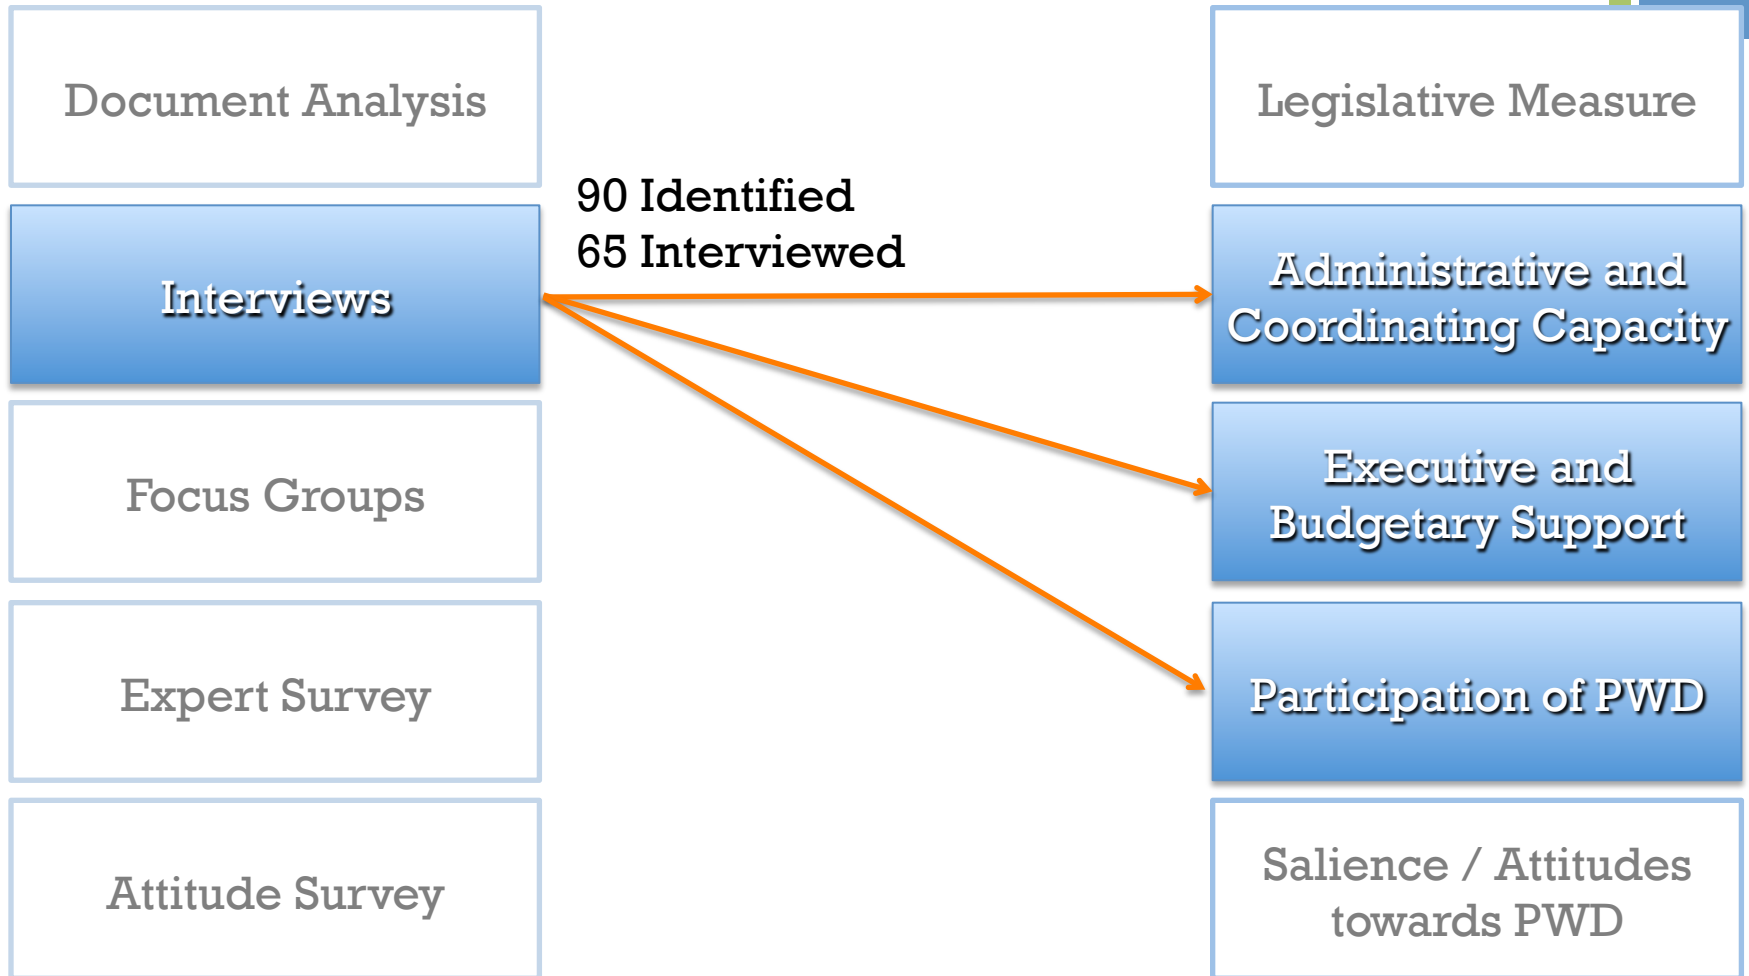 Document Analysis
Interviews
Focus Groups
Expert Survey
Attitude Survey
90 Identified
65 Interviewed
Legislative Measure
Administrative and
Coordinating Capacity
Executive and
Budgetary Support
Participation of PWD
Salience / Attitudes
towards PWD